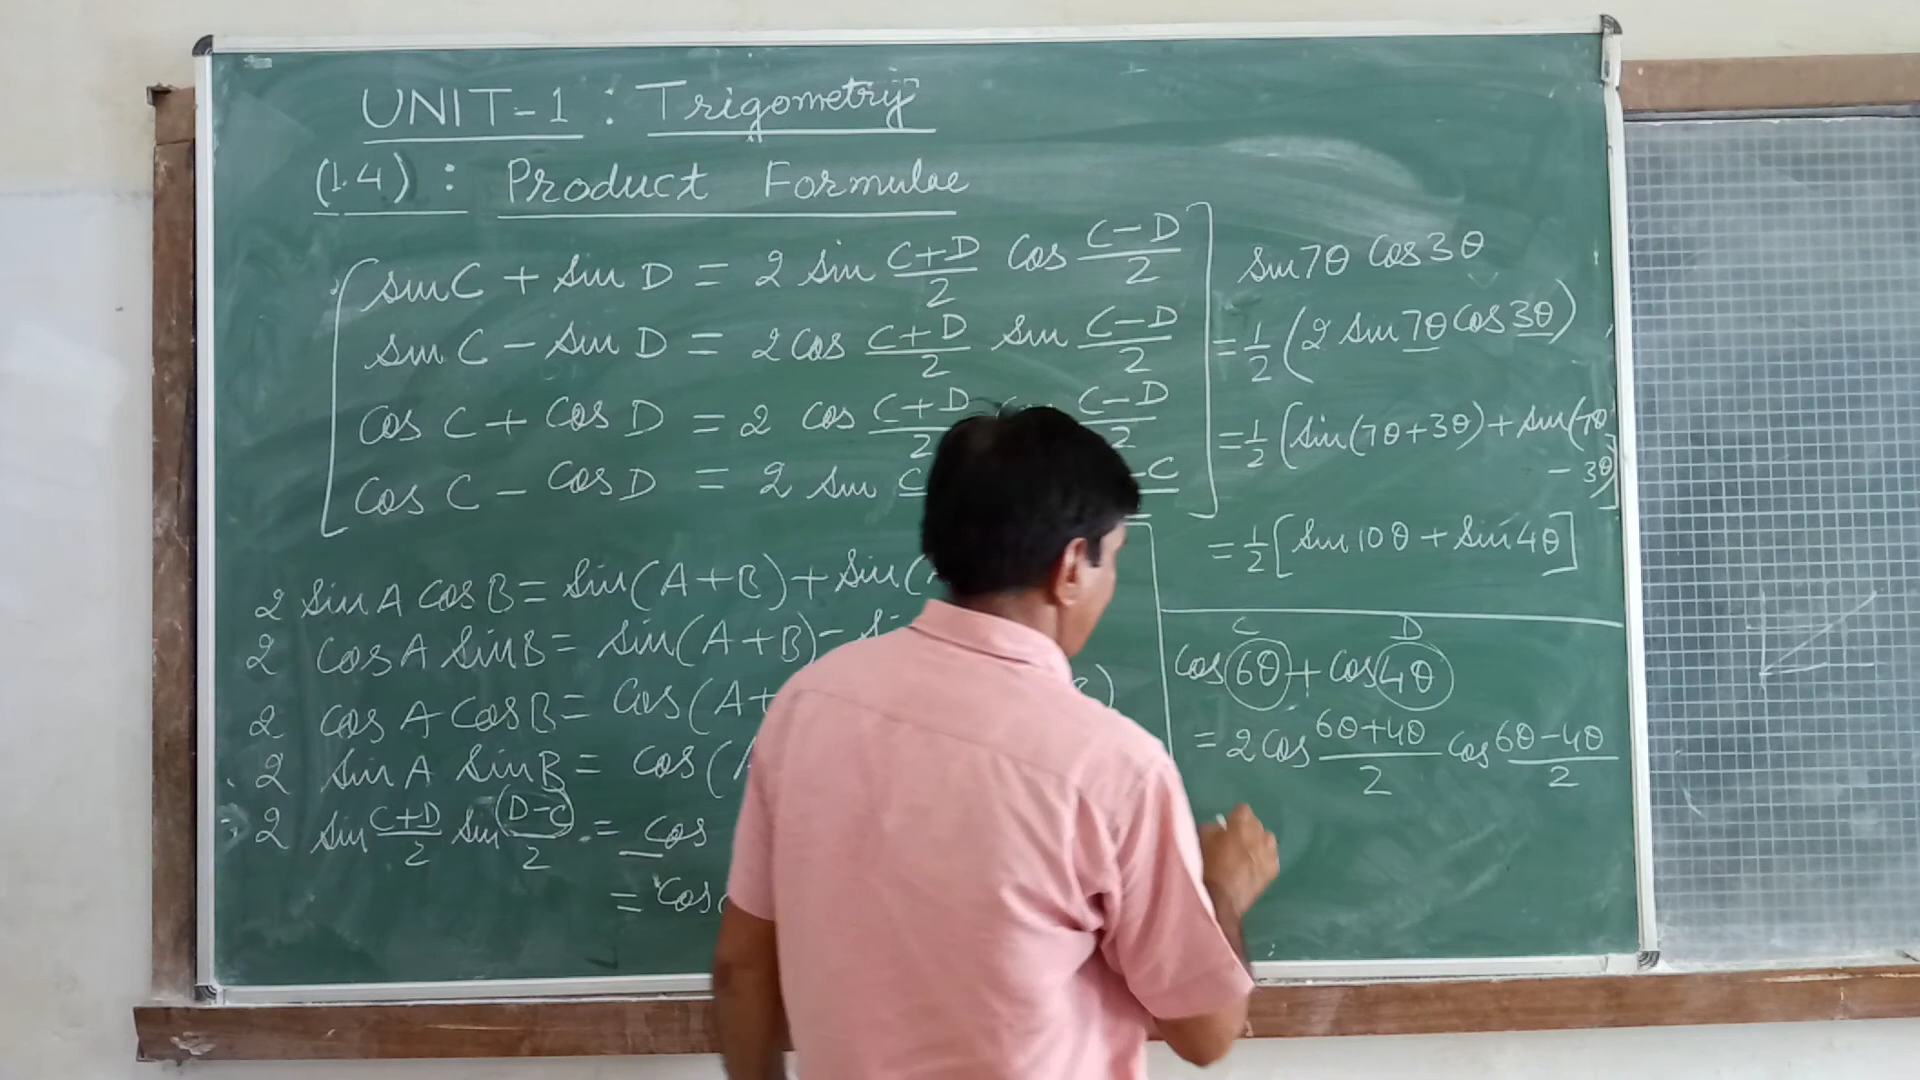 UNIT-1 : Trigometry
(1.4) : Product Formulae
sin C + sin D = 2 sin (C+D)/2 cos (C-D)/2
sin C - sin D = 2 cos (C+D)/2 sin (C-D)/2
cos C + cos D = 2 cos (C+D)/2 C-D/2
cos C - cos D = 2 sin C -C
2 sin A cos B = sin(A+B) + sin(
2 cos A sin B = sin(A+B) -
2 cos A cos B = cos(A+ B)
2 sin A sin B = cos(A
2 sin (C+D)/2 sin (D-C)/2 = cos
= cos
sin 7θ cos 3θ
= 1/2 (2 sin 7θ cos 3θ)
= 1/2 [sin(7θ+3θ) + sin(7θ
- 3θ)]
= 1/2 [sin 10θ + sin 4θ]
C D
cos 6θ + cos 4θ
= 2 cos (6θ+4θ)/2 cos (6θ-4θ)/2